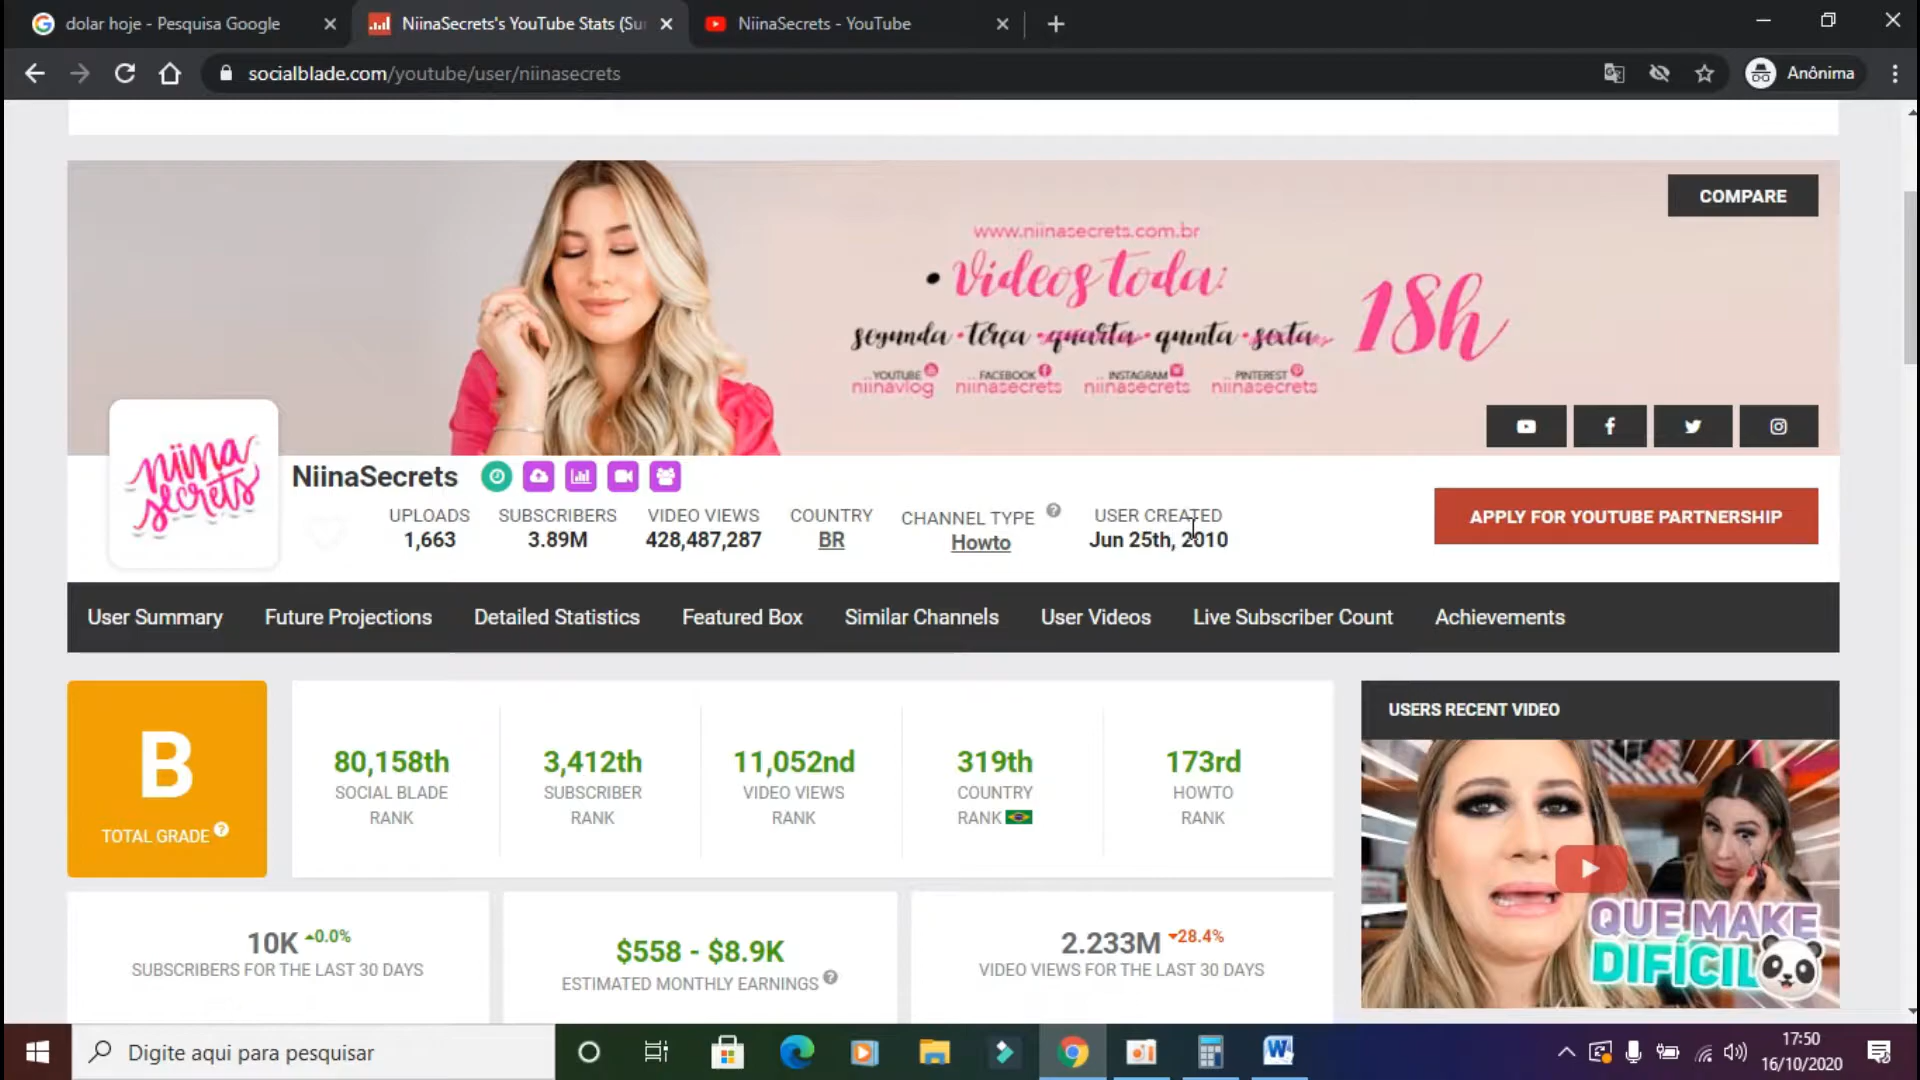 dolar hoje - Pesquisa Google
NiinaSecrets's YouTube Stats (Su
NiinaSecrets - YouTube
socialblade.com/youtube/user/niinasecrets
Anônima
COMPARE
www.niinasecrets.com.br
• Vídeos toda:
segunda • terça • quarta • quinta • sexta
18h
YOUTUBE FACEBOOK INSTAGRAM PINTEREST
niinavlog niinasecrets niinasecrets niinasecrets
niina
secrets
NiinaSecrets
UPLOADS SUBSCRIBERS VIDEO VIEWS COUNTRY CHANNEL TYPE USER CREATED
1,663 3.89M 428,487,287 BR Howto Jun 25th, 2010
APPLY FOR YOUTUBE PARTNERSHIP
User Summary Future Projections Detailed Statistics Featured Box Similar Channels User Videos Live Subscriber Count Achievements
B
TOTAL GRADE
80,158th 3,412th 11,052nd 319th 173rd
SOCIAL BLADE SUBSCRIBER VIDEO VIEWS COUNTRY HOWTO
RANK RANK RANK RANK RANK
USERS RECENT VIDEO
QUE MAKE
DIFÍCIL
10K 0.0%
SUBSCRIBERS FOR THE LAST 30 DAYS
$558 - $8.9K
ESTIMATED MONTHLY EARNINGS
2.233M 28.4%
VIDEO VIEWS FOR THE LAST 30 DAYS
Digite aqui para pesquisar
17:50
16/10/2020